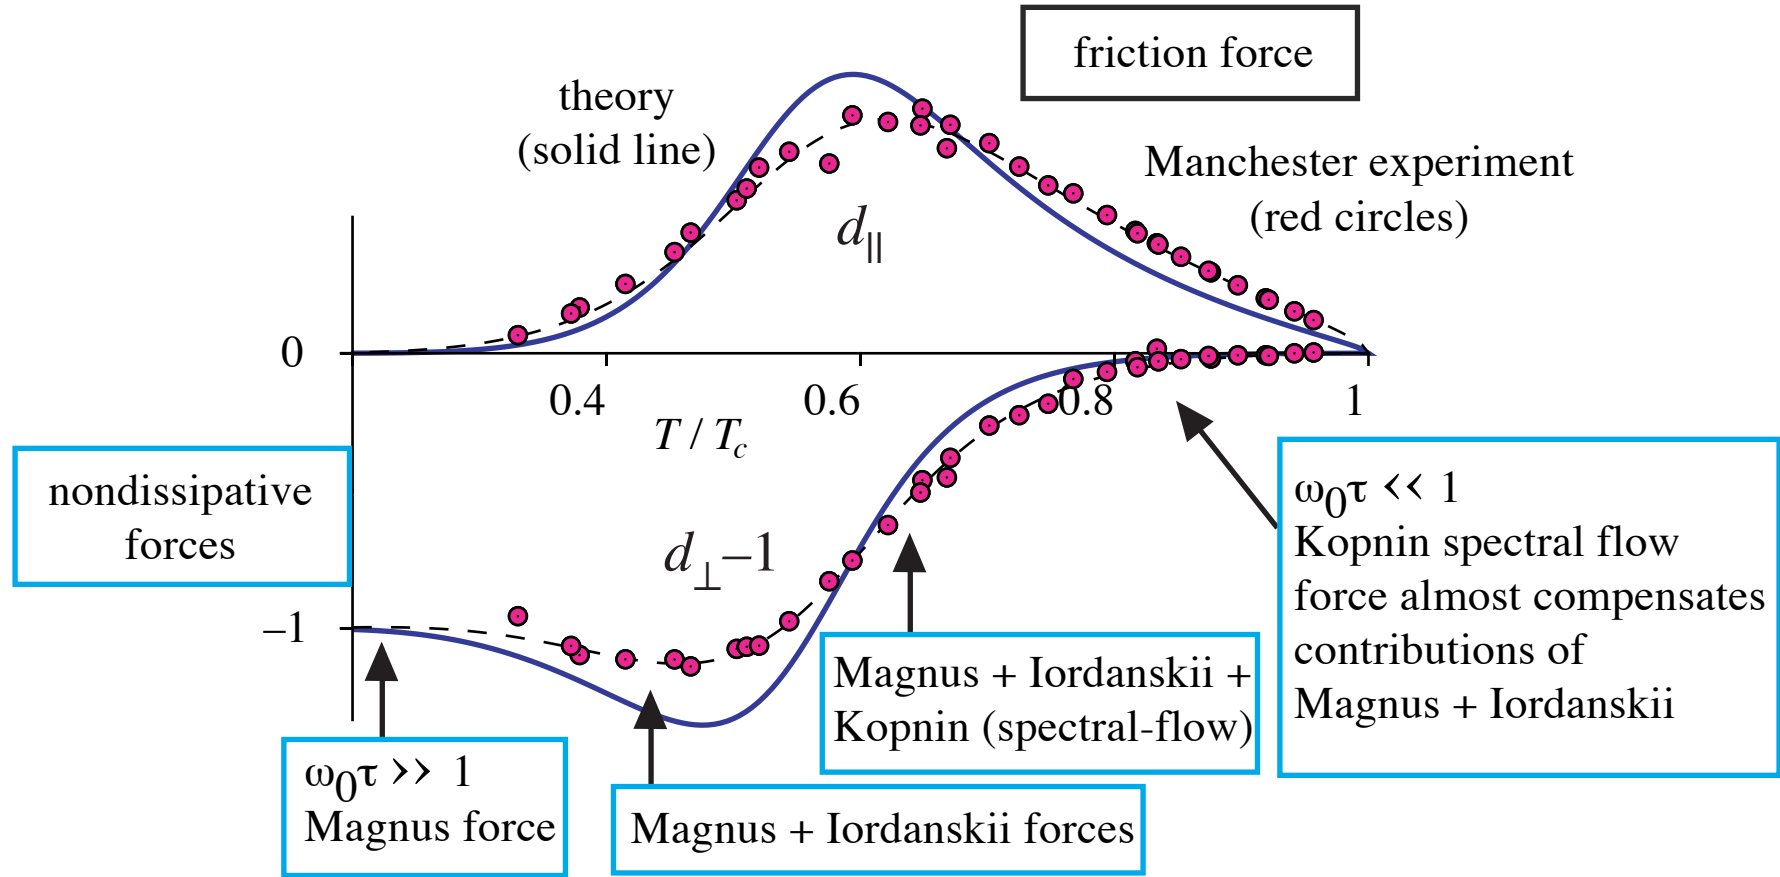 friction force
theory
(solid line)
Manchester experiment
(red circles)
d||
0
0.4
0.6
0.8
1
T / Tc
nondissipative
forces
d⊥−1
−1
ω0τ << 1
Kopnin spectral flow
force almost compensates
contributions of
Magnus + Iordanskii
Magnus + Iordanskii +
Kopnin (spectral-flow)
ω0τ >> 1
Magnus force
Magnus + Iordanskii forces